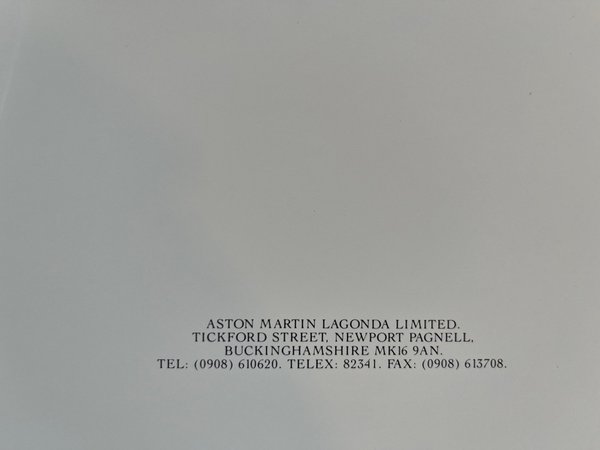 ASTON MARTIN LAGONDA LIMITED.
TICKFORD STREET, NEWPORT PAGNELL,
BUCKINGHAMSHIRE MK16 9AN.
TEL: (0908) 610620. TELEX: 82341. FAX: (0908) 613708.